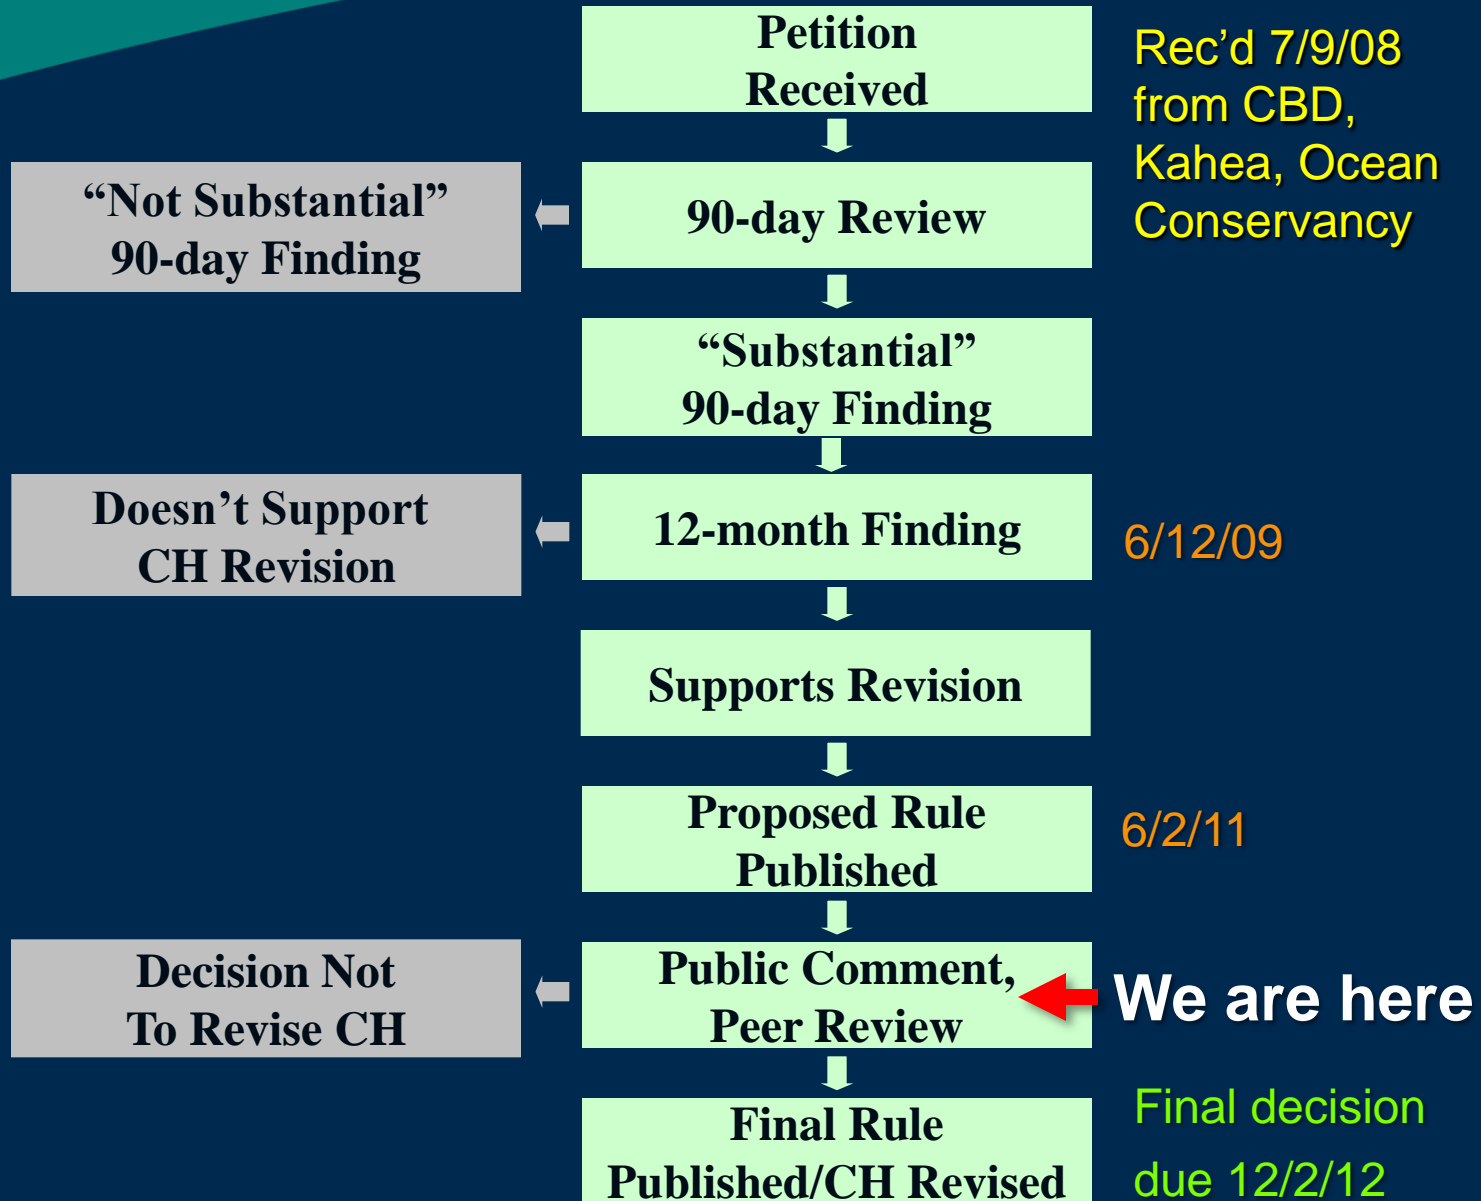 Petition
Received
Rec’d 7/9/08
from CBD,
Kahea, Ocean
Conservancy
“Not Substantial”
90-day Finding
90-day Review
“Substantial”
90-day Finding
Doesn’t Support
CH Revision
12-month Finding
6/12/09
Supports Revision
Proposed Rule
Published
6/2/11
Decision Not
To Revise CH
Public Comment,
Peer Review
We are here
Final Rule
Published/CH Revised
Final decision
due 12/2/12